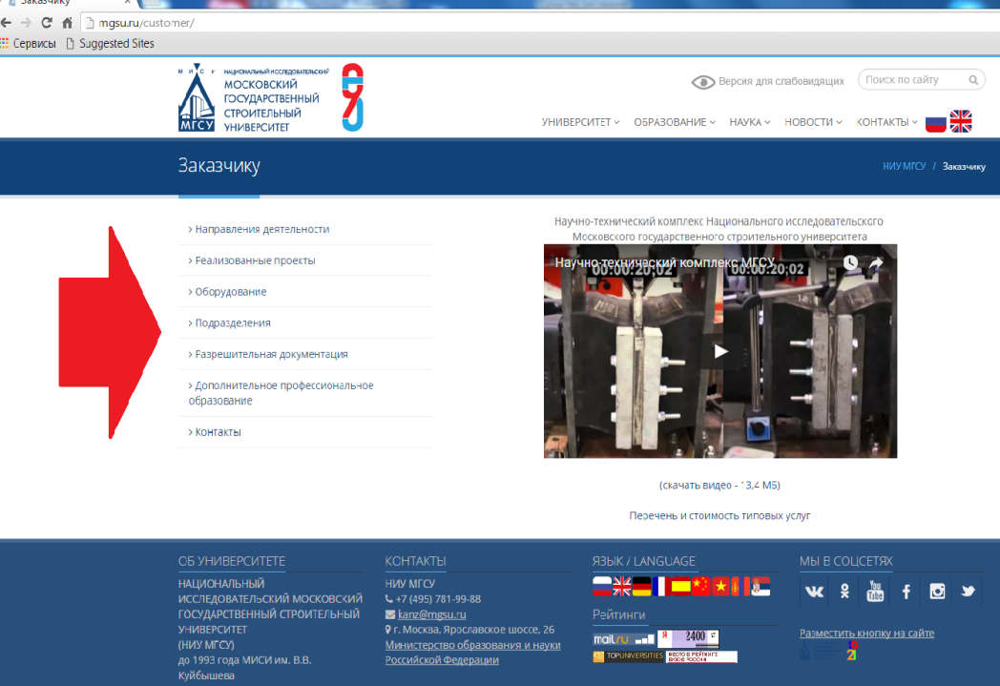 Заказчику
mgsu.ru/customer/
Сервисы Suggested Sites
М И С И
МГСУ
НАЦИОНАЛЬНЫЙ ИССЛЕДОВАТЕЛЬСКИЙ
МОСКОВСКИЙ
ГОСУДАРСТВЕННЫЙ
СТРОИТЕЛЬНЫЙ
УНИВЕРСИТЕТ
Версия для слабовидящих
Поиск по сайту
УНИВЕРСИТЕТ ОБРАЗОВАНИЕ НАУКА НОВОСТИ КОНТАКТЫ
Заказчику
НИУ МГСУ / Заказчику
> Направления деятельности
> Реализованные проекты
> Оборудование
> Подразделения
> Разрешительная документация
> Дополнительное профессиональное
образование
> Контакты
Научно-технический комплекс Национального исследовательского
Московского государственного строительного университета
Научно-технический комплекс МГСУ
00:00:20;02 00:00:20;02
(скачать видео - 13,4 МБ)
Перечень и стоимость типовых услуг
ОБ УНИВЕРСИТЕТЕ
НАЦИОНАЛЬНЫЙ
ИССЛЕДОВАТЕЛЬСКИЙ МОСКОВСКИЙ
ГОСУДАРСТВЕННЫЙ СТРОИТЕЛЬНЫЙ
УНИВЕРСИТЕТ
(НИУ МГСУ)
до 1993 года МИСИ им. В.В.
Куйбышева
КОНТАКТЫ
НИУ МГСУ
+7 (495) 781-99-88
kanz@mgsu.ru
г. Москва, Ярославское шоссе, 26
Министерство образования и науки
Российской Федерации
ЯЗЫК / LANGUAGE
Рейтинги
mail.ru
Я 2400
TOPUNIVERSITIES
МЫ В СОЦСЕТЯХ
You Tube
Разместить кнопку на сайте